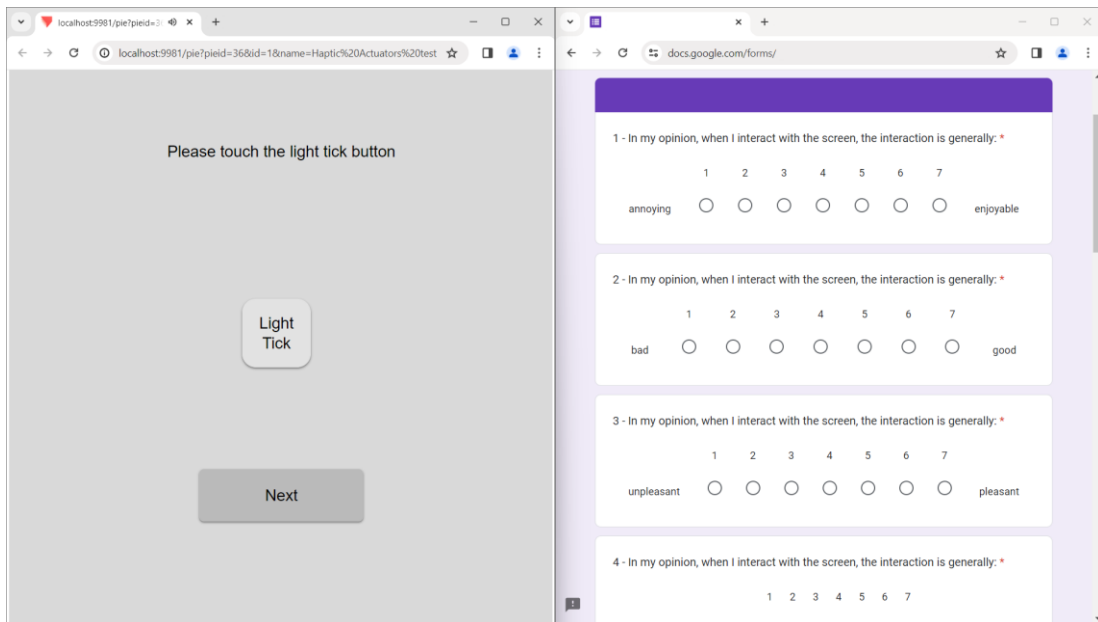 localhost:9981/pie?pieid=3
localhost:9981/pie?pieid=36&id=1&name=Haptic%20Actuators%20test
Please touch the light tick button
Light
Tick
Next
docs.google.com/forms/
1 - In my opinion, when I interact with the screen, the interaction is generally: *
1 2 3 4 5 6 7
annoying enjoyable
2 - In my opinion, when I interact with the screen, the interaction is generally: *
1 2 3 4 5 6 7
bad good
3 - In my opinion, when I interact with the screen, the interaction is generally: *
1 2 3 4 5 6 7
unpleasant pleasant
4 - In my opinion, when I interact with the screen, the interaction is generally: *
1 2 3 4 5 6 7